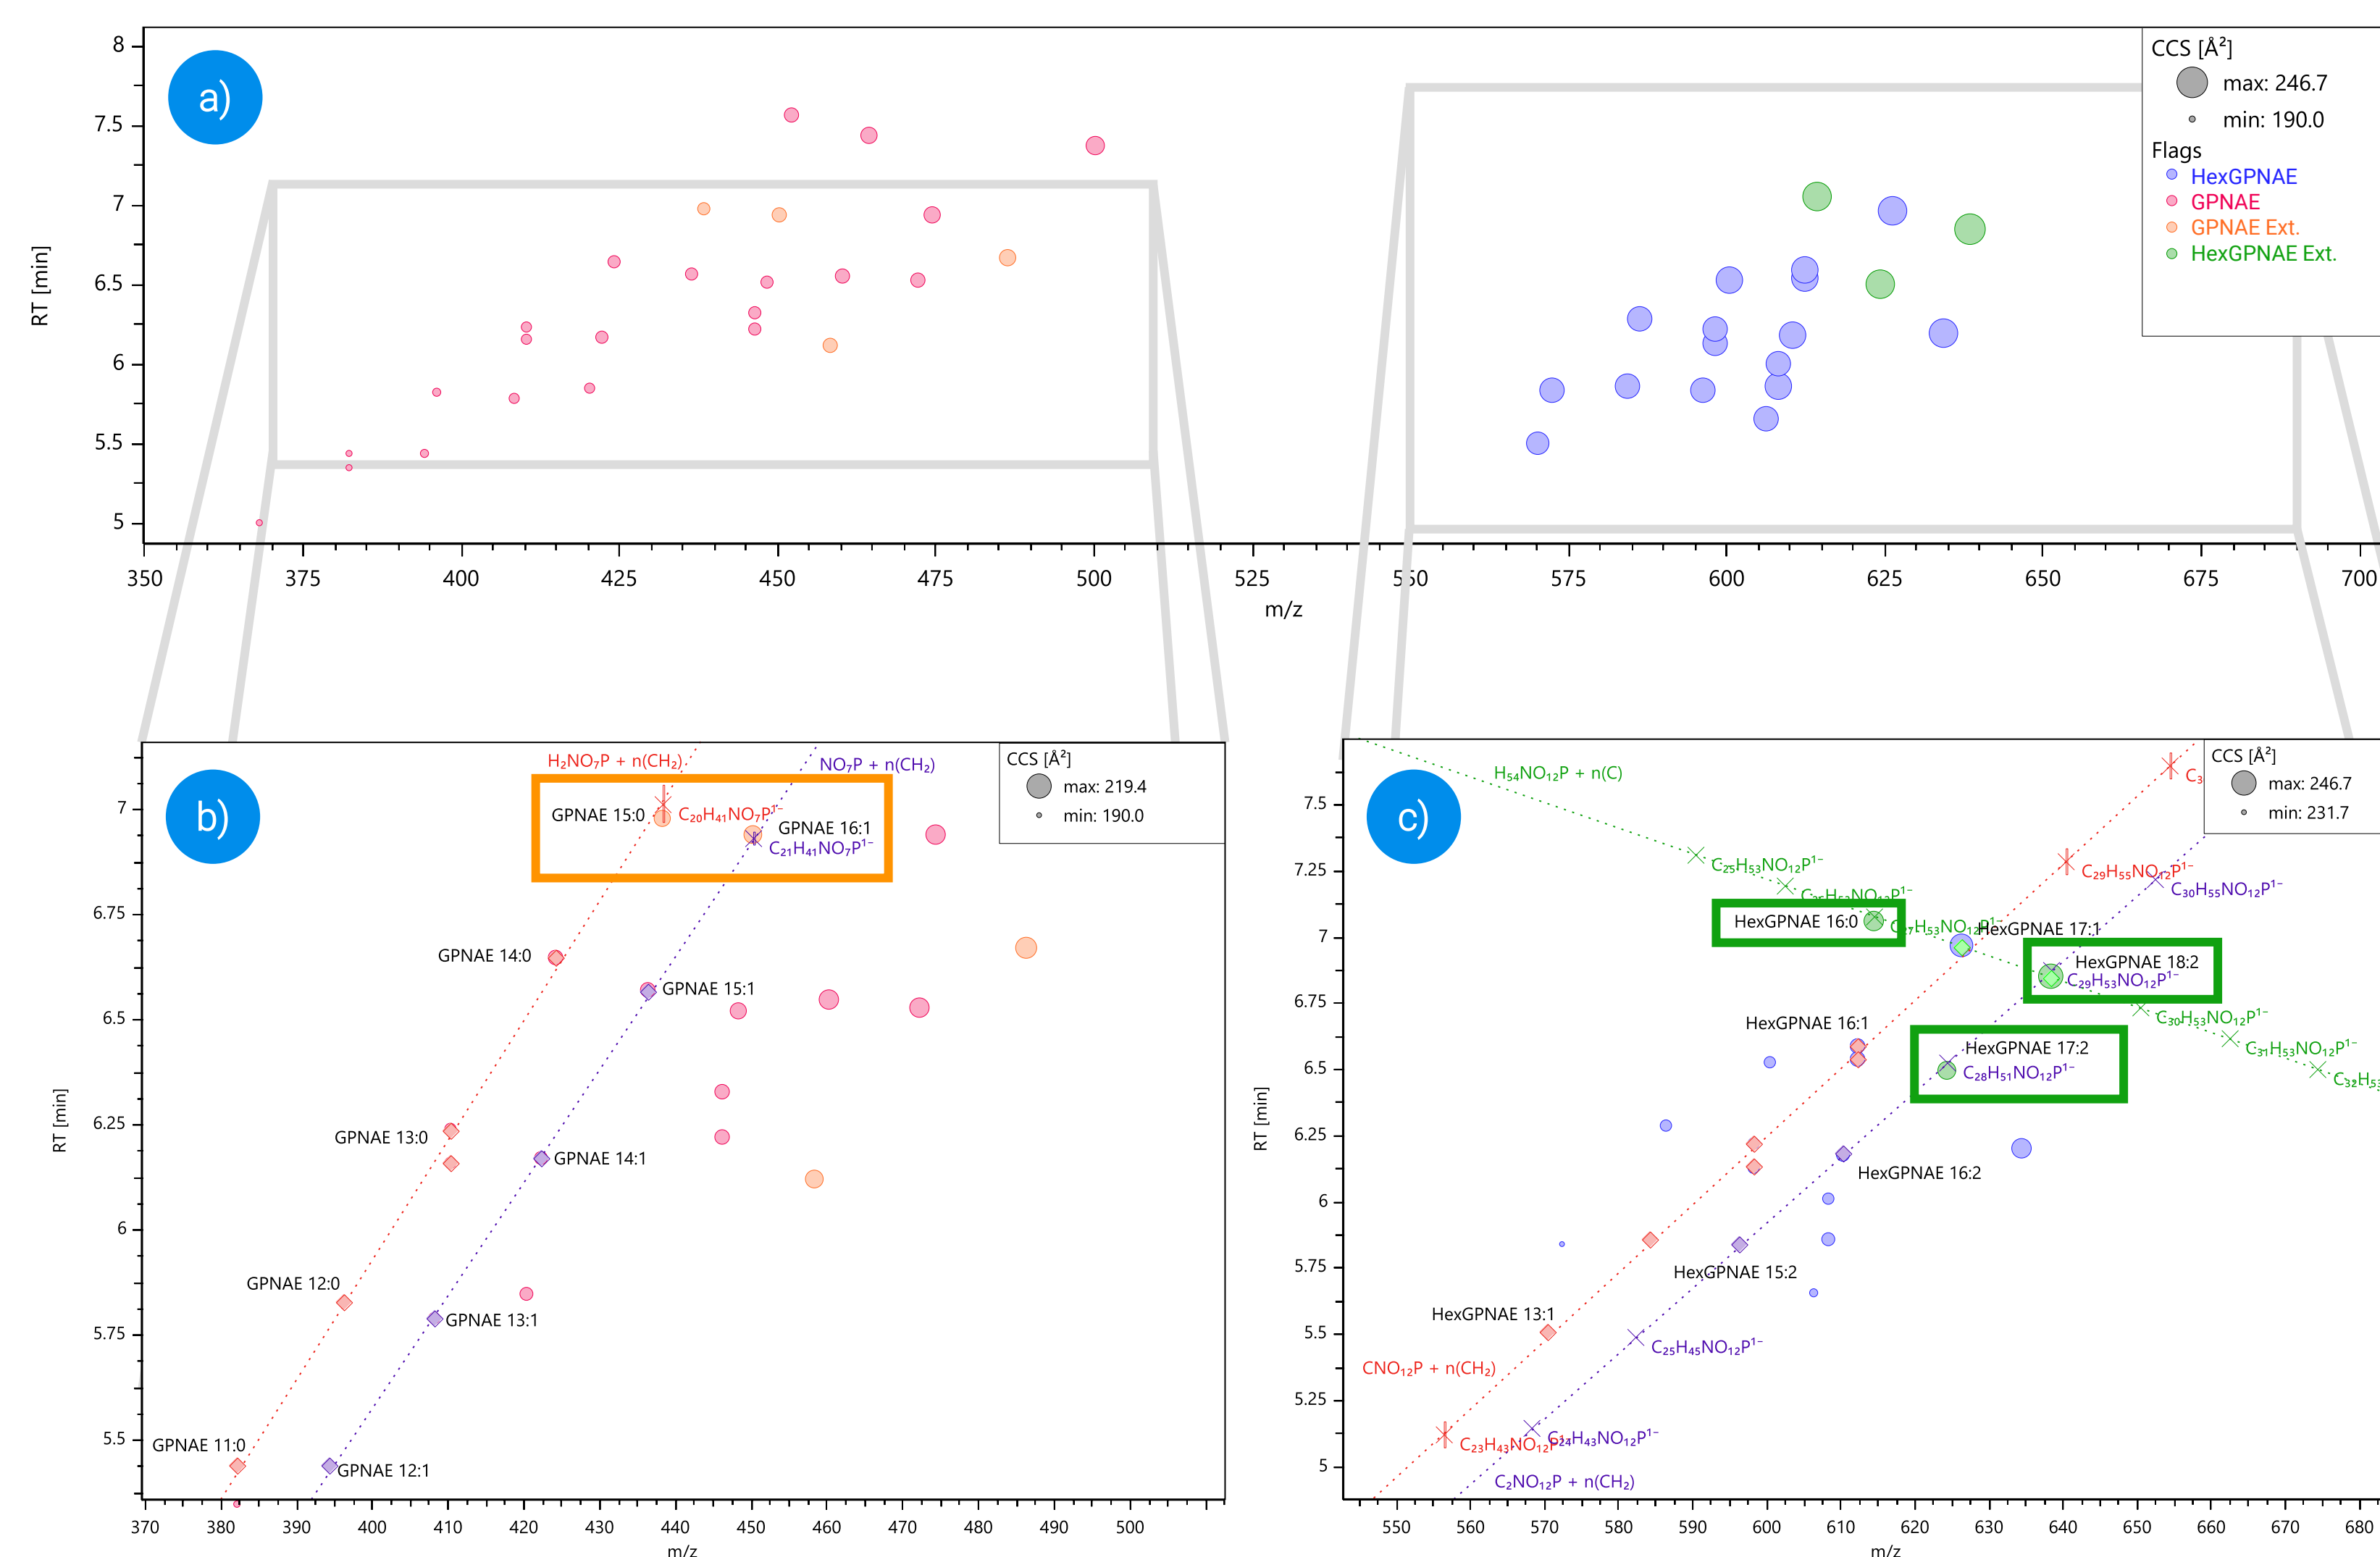 a)
8
7.5
7
6.5
6
5.5
5
RT [min]
350 375 400 425 450 475 500 525 550 575 600 625 650 675 700
m/z
CCS [Å²]
max: 246.7
min: 190.0
Flags
HexGPNAE
GPNAE
GPNAE Ext.
HexGPNAE Ext.
b)
H₂NO₇P + n(CH₂)
NO₇P + n(CH₂)
CCS [Å²]
max: 219.4
min: 190.0
GPNAE 15:0
C₂₀H₄₁NO₇P¹⁻
GPNAE 16:1
C₂₁H₄₁NO₇P¹⁻
GPNAE 14:0
GPNAE 15:1
GPNAE 13:0
GPNAE 14:1
GPNAE 12:0
GPNAE 13:1
GPNAE 11:0
GPNAE 12:1
7
6.75
6.5
6.25
6
5.75
5.5
RT [min]
370 380 390 400 410 420 430 440 450 460 470 480 490 500
m/z
c)
H₅₄NO₁₂P + n(C)
CCS [Å²]
max: 246.7
min: 231.7
C₃
C₂₅H₅₃NO₁₂P¹⁻
C₂₉H₅₅NO₁₂P¹⁻
C₃₀H₅₅NO₁₂P¹⁻
HexGPNAE 16:0
C₂₇H₅₃NO₁₂P¹⁻
HexGPNAE 17:1
HexGPNAE 18:2
C₂₉H₅₃NO₁₂P¹⁻
C₃₀H₅₃NO₁₂P¹⁻
HexGPNAE 16:1
C₃₁H₅₃NO₁₂P¹⁻
HexGPNAE 17:2
C₂₈H₅₁NO₁₂P¹⁻
C₃₂H₅₃
HexGPNAE 16:2
HexGPNAE 15:2
HexGPNAE 13:1
C₂₅H₄₅NO₁₂P¹⁻
CNO₁₂P + n(CH₂)
C₂₃H₄₃NO₁₂P¹⁻
C₂₄H₄₃NO₁₂P¹⁻
C₂NO₁₂P + n(CH₂)
7.5
7.25
7
6.75
6.5
6.25
6
5.75
5.5
5.25
5
RT [min]
550 560 570 580 590 600 610 620 630 640 650 660 670 680
m/z